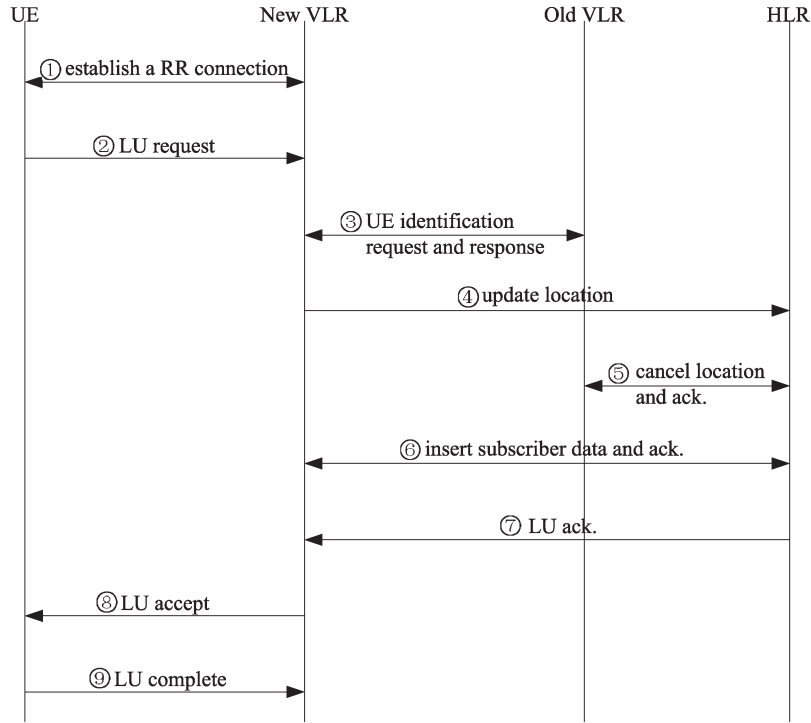 UE New VLR Old VLR HLR
① establish a RR connection
② LU request
③ UE identification
request and response
④ update location
⑤ cancel location
and ack.
⑥ insert subscriber data and ack.
⑦ LU ack.
⑧ LU accept
⑨ LU complete